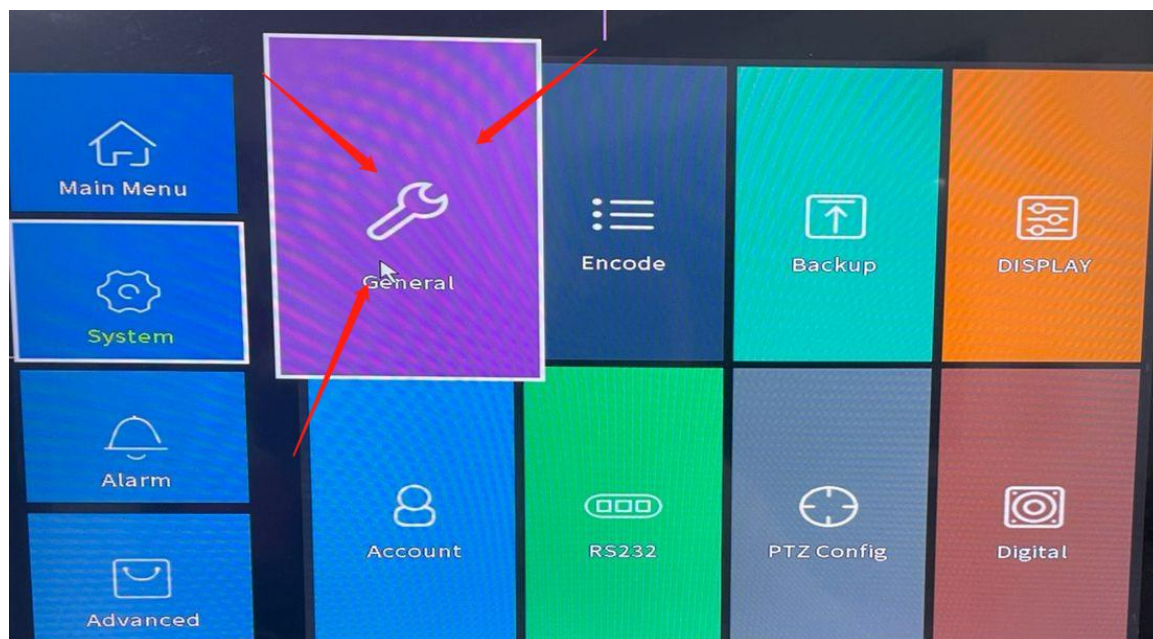 Main Menu
System
Alarm
Advanced
General
Encode
Backup
DISPLAY
Account
RS232
PTZ Config
Digital